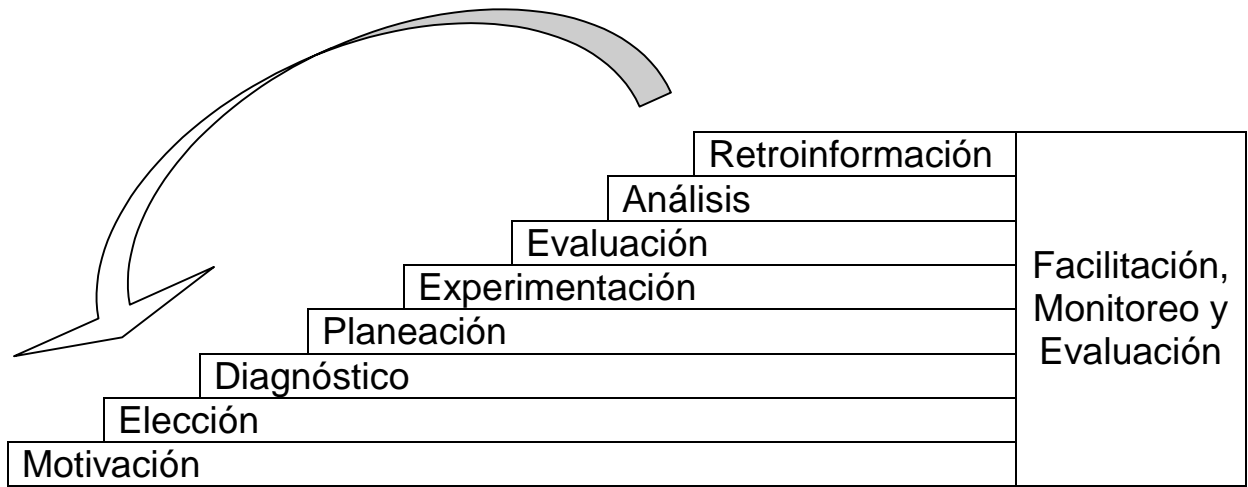 Retroinformación
Análisis
Evaluación
Experimentación
Planeación
Diagnóstico
Elección
Motivación
Facilitación,
Monitoreo y
Evaluación